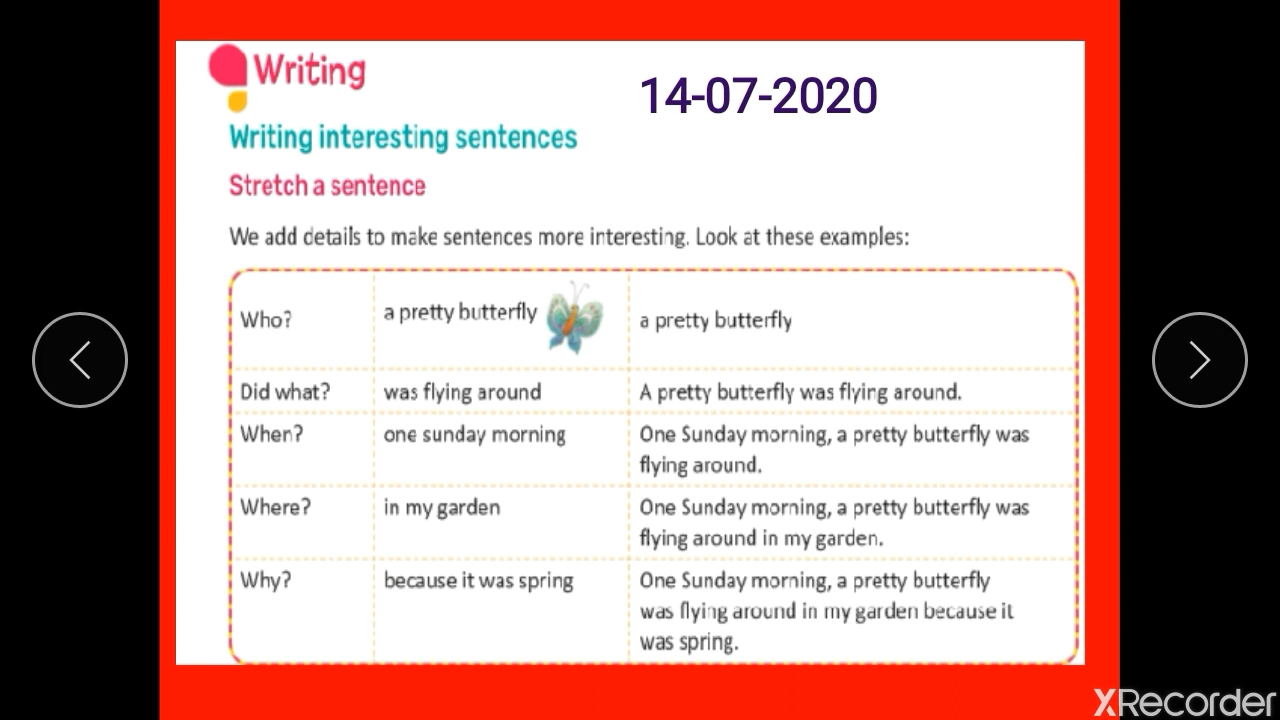 Writing
14-07-2020
Writing interesting sentences
Stretch a sentence
We add details to make sentences more interesting. Look at these examples:
Who? a pretty butterfly a pretty butterfly
Did what? was flying around A pretty butterfly was flying around.
When? one sunday morning One Sunday morning, a pretty butterfly was
flying around.
Where? in my garden One Sunday morning, a pretty butterfly was
flying around in my garden.
Why? because it was spring One Sunday morning, a pretty butterfly
was flying around in my garden because it
was spring.
XRecorder